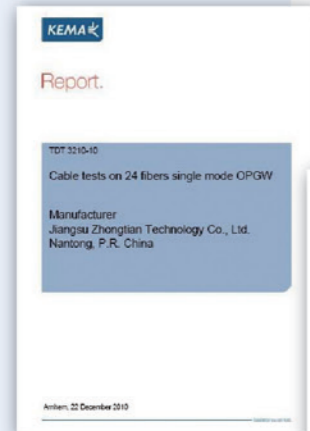 KEMA
Report.
TDT 3210-10
Cable tests on 24 fibers single mode OPGW
Manufacturer
Jiangsu Zhongtian Technology Co., Ltd.
Nantong, P.R. China
Arnhem, 22 December 2010